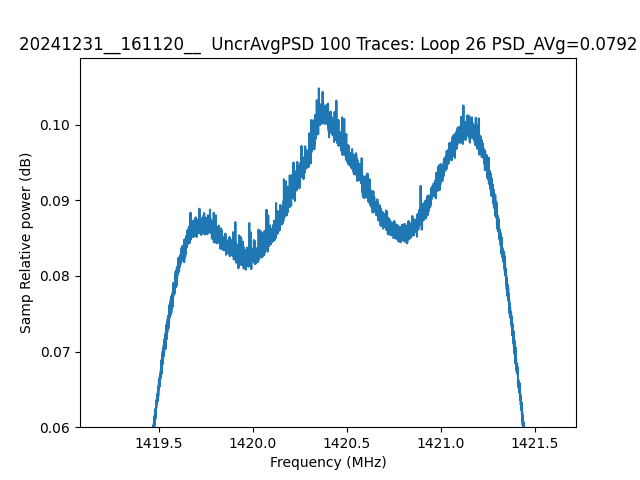 20241231__161120__  UncrAvgPSD 100 Traces: Loop 26 PSD_AVg=0.0792
0.10
0.09
0.08
0.07
0.06
Samp Relative power (dB)
1419.5 1420.0 1420.5 1421.0 1421.5
Frequency (MHz)